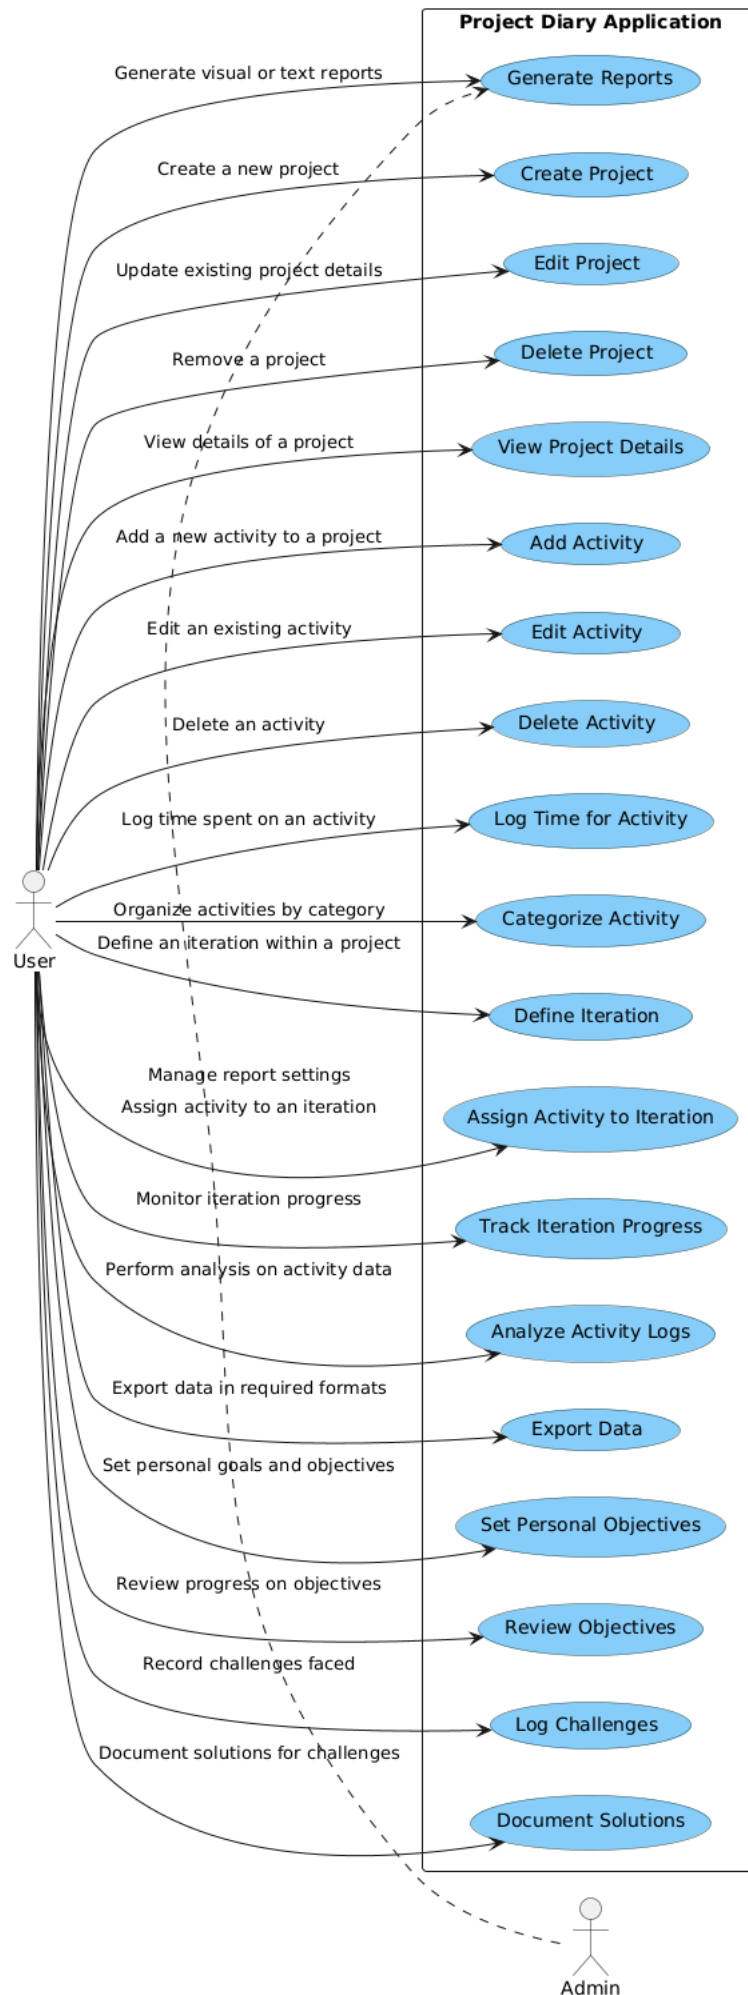 Project Diary Application
Generate visual or text reports
Generate Reports
Create a new project
Create Project
Update existing project details
Edit Project
Remove a project
Delete Project
View details of a project
View Project Details
Add a new activity to a project
Add Activity
Edit an existing activity
Edit Activity
Delete an activity
Delete Activity
Log time spent on an activity
Log Time for Activity
Organize activities by category
Categorize Activity
Define an iteration within a project
User
Define Iteration
Manage report settings
Assign activity to an iteration
Assign Activity to Iteration
Monitor iteration progress
Track Iteration Progress
Perform analysis on activity data
Analyze Activity Logs
Export data in required formats
Export Data
Set personal goals and objectives
Set Personal Objectives
Review progress on objectives
Review Objectives
Record challenges faced
Log Challenges
Document solutions for challenges
Document Solutions
Admin